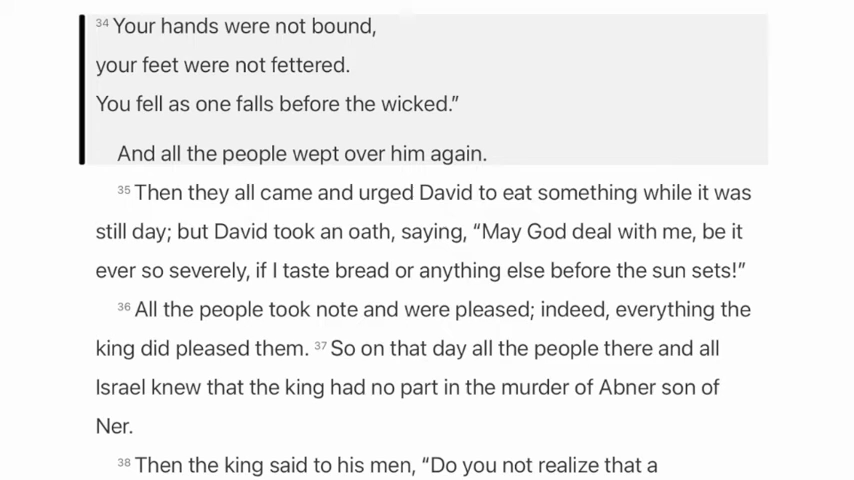 34 Your hands were not bound,
your feet were not fettered.
You fell as one falls before the wicked.”
And all the people wept over him again.
35 Then they all came and urged David to eat something while it was
still day; but David took an oath, saying, “May God deal with me, be it
ever so severely, if I taste bread or anything else before the sun sets!”
36 All the people took note and were pleased; indeed, everything the
king did pleased them. 37 So on that day all the people there and all
Israel knew that the king had no part in the murder of Abner son of
Ner.
38 Then the king said to his men, “Do you not realize that a